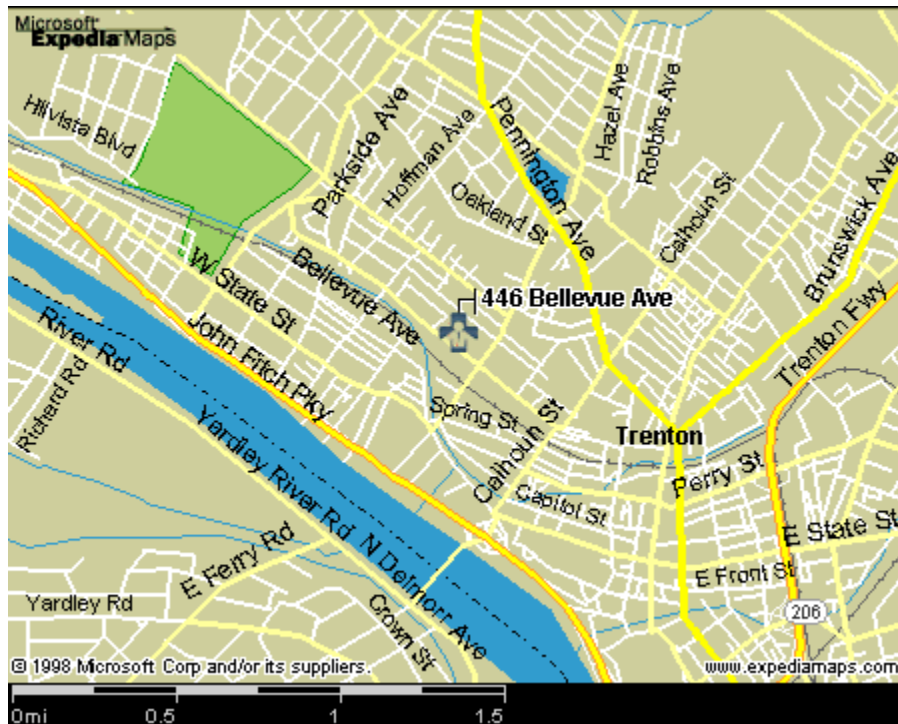 Microsoft
Expedia Maps
Hillvista Blvd
Parkside Ave
Hoffman Ave
Pennington Ave
Hazel Ave
Robbins Ave
Oakland St
Calhoun St
Brunswick Ave
W State St
Bellevue Ave
446 Bellevue Ave
Trenton Fwy
River Rd
John Fitch Pky
Richard Rd
Spring St
Calhoun St
Trenton
Perry St
Yardley River Rd
Capitol St
E State St
N Delmorr Ave
E Ferry Rd
E Front St
Yardley Rd
Crown St
206
© 1998 Microsoft Corp and/or its suppliers.
www.expediamaps.com
0mi 0.5 1 1.5